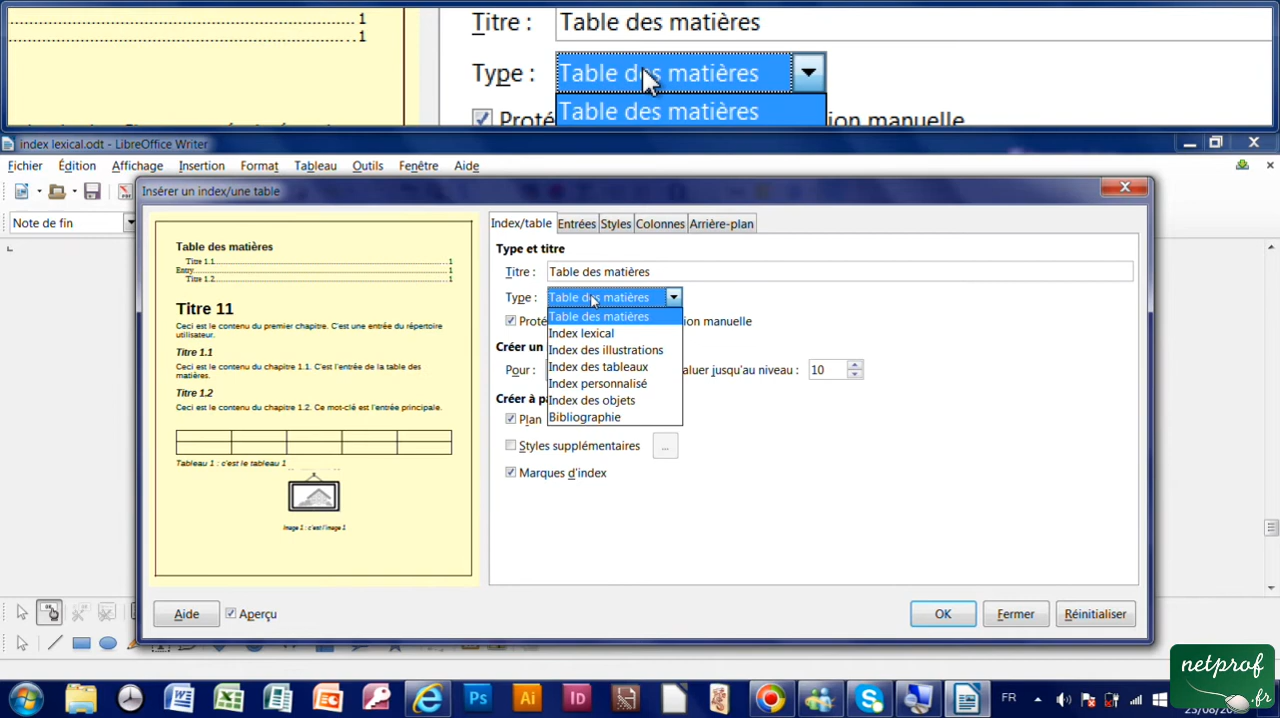 1
1
Titre :
Table des matières
Type :
Table des matières
Table des matières
Proté
ion manuelle
index lexical.odt - LibreOffice Writer
Fichier Édition Affichage Insertion Format Tableau Outils Fenêtre Aide
Insérer un index/une table
Note de fin
Table des matières
Titre 1.1 1
Entry 1
Titre 1.2 1
Titre 11
Ceci est le contenu du premier chapitre. C'est une entrée du répertoire
utilisateur.
Titre 1.1
Ceci est le contenu du chapitre 1.1. C'est l'entrée de la table des
matières.
Titre 1.2
Ceci est le contenu du chapitre 1.2. Ce mot-clé est l'entrée principale.
Tableau 1 : c'est le tableau 1
Image 1 : c'est l'image 1
Index/table Entrées Styles Colonnes Arrière-plan
Type et titre
Titre : Table des matières
Type : Table des matières
Table des matières
Proté ion manuelle
Index lexical
Créer un
Index des illustrations
Pour : Index des tableaux aluer jusqu'au niveau : 10
Index personnalisé
Créer à pa
Index des objets
Plan
Bibliographie
Styles supplémentaires ...
Marques d'index
Aide Aperçu OK Fermer Réinitialiser
Ps Ai Id FR
netprof
.fr